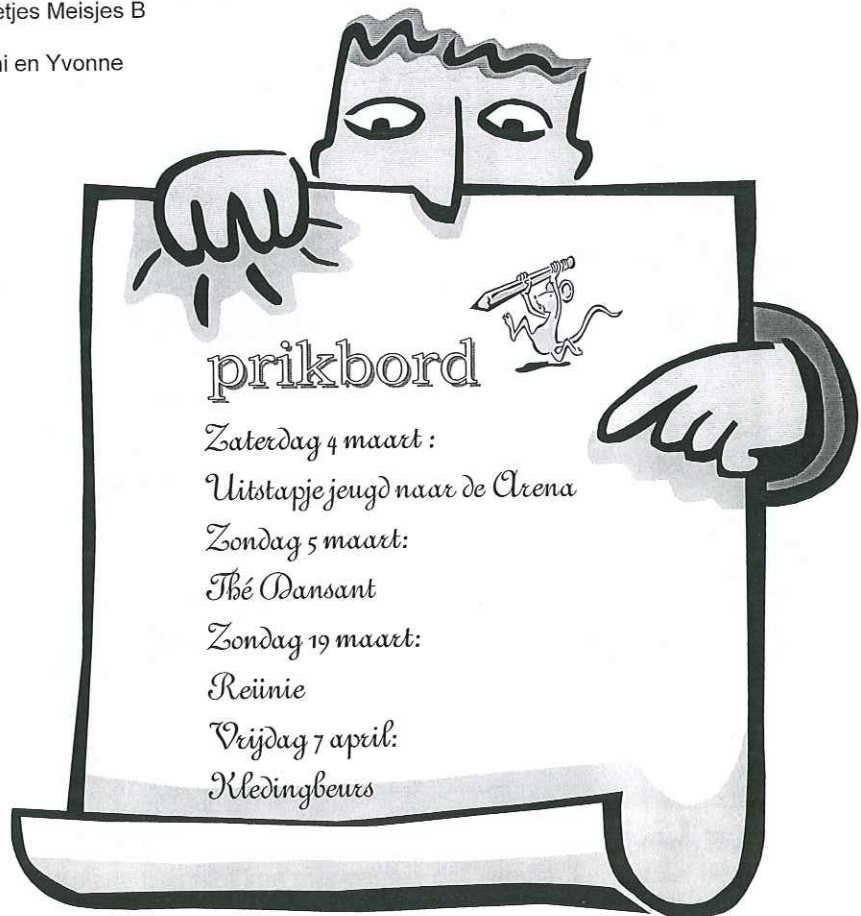 etjes Meisjes B
en Yvonne
prikbord
Zaterdag 4 maart :
Uitstapje jeugd naar de Arena
Zondag 5 maart:
Thé Dansant
Zondag 19 maart:
Reünie
Vrijdag 7 april:
Kledingbeurs